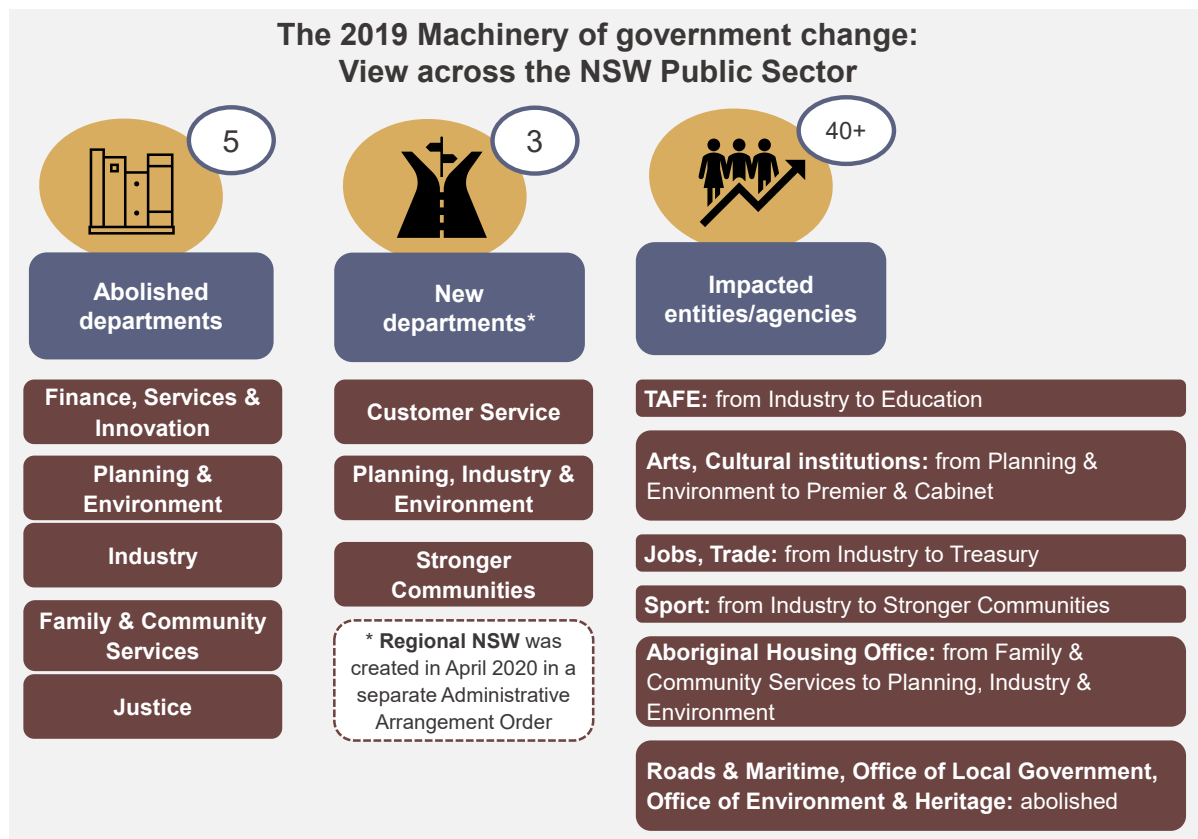 The 2019 Machinery of government change:
View across the NSW Public Sector
5
Abolished
departments
Finance, Services &
Innovation
Planning &
Environment
Industry
Family & Community
Services
Justice
3
New
departments*
Customer Service
Planning, Industry &
Environment
Stronger
Communities
* Regional NSW was
created in April 2020 in a
separate Administrative
Arrangement Order
40+
Impacted
entities/agencies
TAFE: from Industry to Education
Arts, Cultural institutions: from Planning &
Environment to Premier & Cabinet
Jobs, Trade: from Industry to Treasury
Sport: from Industry to Stronger Communities
Aboriginal Housing Office: from Family &
Community Services to Planning, Industry &
Environment
Roads & Maritime, Office of Local Government,
Office of Environment & Heritage: abolished